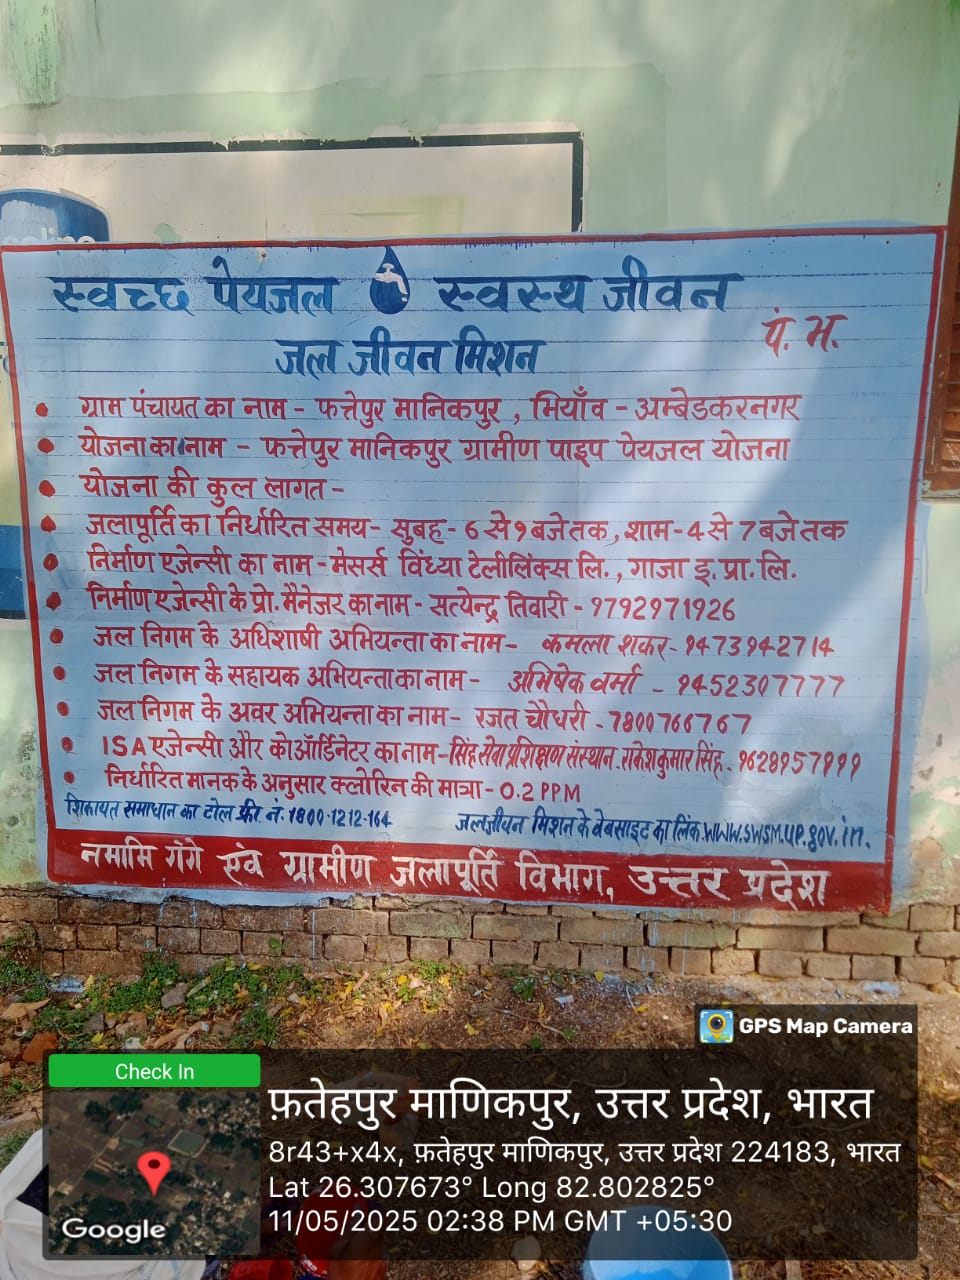 स्वच्छ पेयजल स्वस्थ जीवन
जल जीवन मिशन
पं. भ.
ग्राम पंचायत का नाम - फत्तेपुर मानिकपुर , भियाँव - अम्बेडकरनगर
योजना का नाम - फत्तेपुर मानिकपुर ग्रामीण पाइप पेयजल योजना
योजना की कुल लागत -
जलापूर्ति का निर्धारित समय - सुबह - 6 से 9 बजे तक, शाम - 4 से 7 बजे तक
निर्माण एजेन्सी का नाम - मेसर्स विंध्या टेलीलिंक्स लि., गाजा इ. प्रा. लि.
निर्माण एजेन्सी के प्रो. मैनेजर का नाम - सत्येन्द्र तिवारी - 9792971926
जल निगम के अधिशाषी अभियन्ता का नाम - कमला शकर - 9473942714
जल निगम के सहायक अभियन्ता का नाम - अभिषेक वर्मा - 9452307777
जल निगम के अवर अभियन्ता का नाम - रजत चौधरी - 7800766767
ISA एजेन्सी और कोऑर्डिनेटर का नाम - सिंह सेवा प्रशिक्षण संस्थान - राकेश कुमार सिंह - 9628957999
निर्धारित मानक के अनुसार क्लोरिन की मात्रा - 0.2 PPM
शिकायत समाधान का टोल फ्री नं. 1800-1212-164 जलजीवन मिशन के वेबसाइट का लिंक. WWW.SWSM.UP.gov.in.
नमामि गंगे एवं ग्रामीण जलापूर्ति विभाग, उत्तर प्रदेश
GPS Map Camera
Check In
फ़तेहपुर माणिकपुर, उत्तर प्रदेश, भारत
8r43+x4x, फ़तेहपुर माणिकपुर, उत्तर प्रदेश 224183, भारत
Lat 26.307673° Long 82.802825°
11/05/2025 02:38 PM GMT +05:30
Google